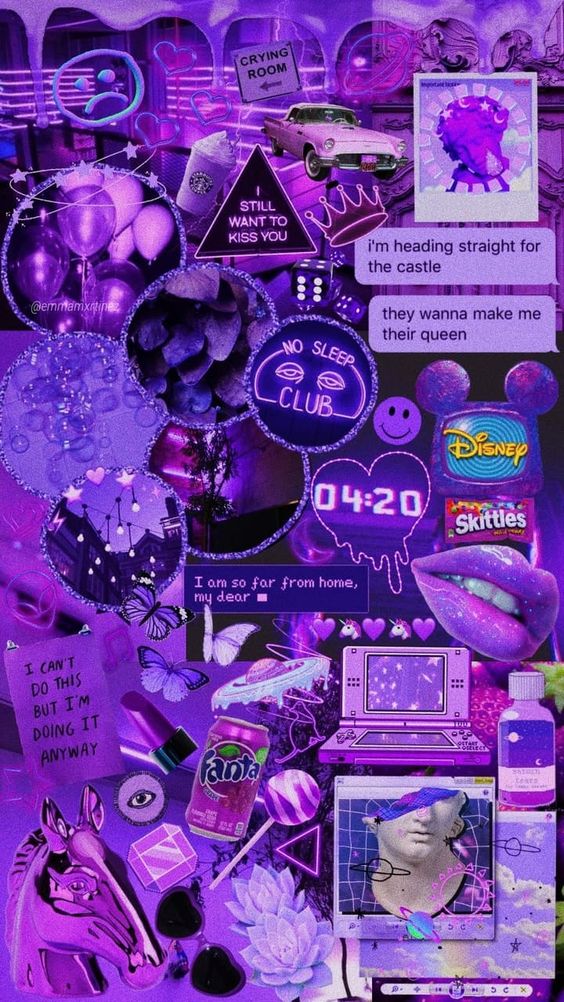 CRYING
ROOM
I
STILL
WANT TO
KISS YOU
i'm heading straight for
the castle
they wanna make me
their queen
@emmamxrtinez
NO SLEEP
CLUB
Disney
04:20
Skittles
I am so far from home,
my dear
I CAN'T
DO THIS
BUT I'M
DOING IT
ANYWAY
START
SELECT
Fanta